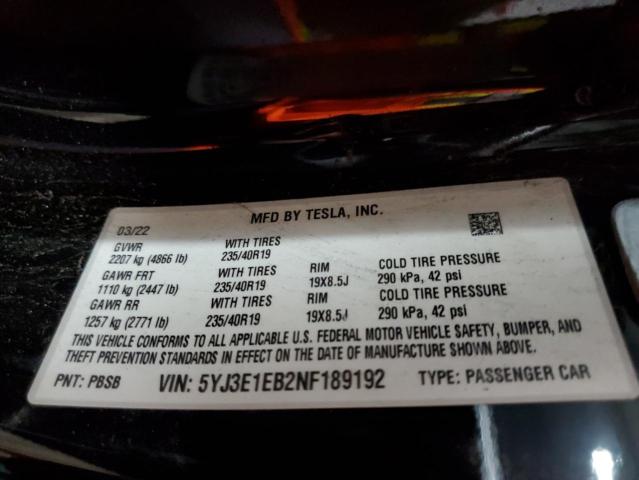 MFD BY TESLA, INC.
03/22
GVWR WITH TIRES
2207 kg (4866 lb) 235/40R19
GAWR FRT WITH TIRES RIM COLD TIRE PRESSURE
1110 kg (2447 lb) 235/40R19 19X8.5J 290 kPa, 42 psi
GAWR RR WITH TIRES RIM COLD TIRE PRESSURE
1257 kg (2771 lb) 235/40R19 19X8.5J 290 kPa, 42 psi
THIS VEHICLE CONFORMS TO ALL APPLICABLE U.S. FEDERAL MOTOR VEHICLE SAFETY, BUMPER, AND
THEFT PREVENTION STANDARDS IN EFFECT ON THE DATE OF MANUFACTURE SHOWN ABOVE.
PNT: PBSB VIN: 5YJ3E1EB2NF189192 TYPE: PASSENGER CAR